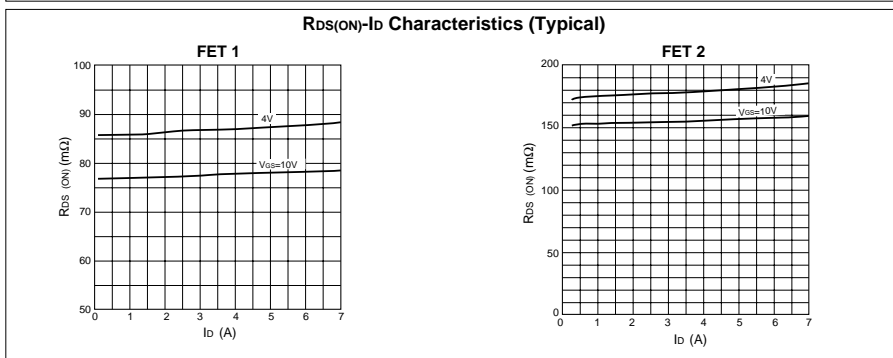 RDS(ON)-ID Characteristics (Typical)
FET 1
100
90
80
70
60
50
RDS (ON) (mΩ)
4V
VGS=10V
0 1 2 3 4 5 6 7
ID (A)
FET 2
200
150
100
50
0
RDS (ON) (mΩ)
4V
VGS=10V
0 1 2 3 4 5 6 7
ID (A)